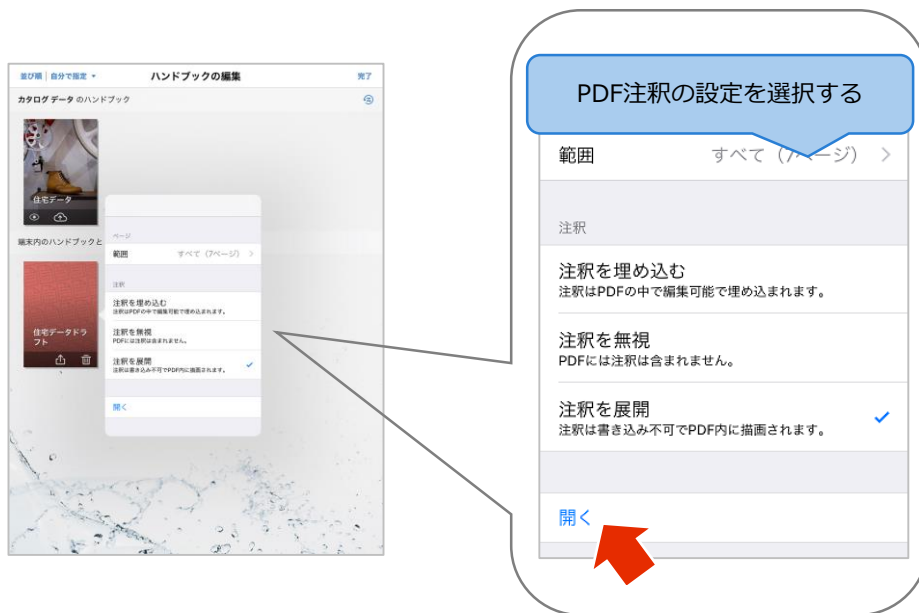 並び順 | 自分で指定
ハンドブックの編集
完了
カタログ データ のハンドブック
住宅データ
端末内のハンドブックと
住宅データドラ
フト
ページ
範囲 すべて（7ページ）
注釈
注釈を埋め込む
注釈はPDFの中で編集可能で埋め込まれます。
注釈を無視
PDFには注釈は含まれません。
注釈を展開
注釈は書き込み不可でPDF内に描画されます。
開く
PDF注釈の設定を選択する
範囲 すべて（7ページ）
注釈
注釈を埋め込む
注釈はPDFの中で編集可能で埋め込まれます。
注釈を無視
PDFには注釈は含まれません。
注釈を展開
注釈は書き込み不可でPDF内に描画されます。
開く